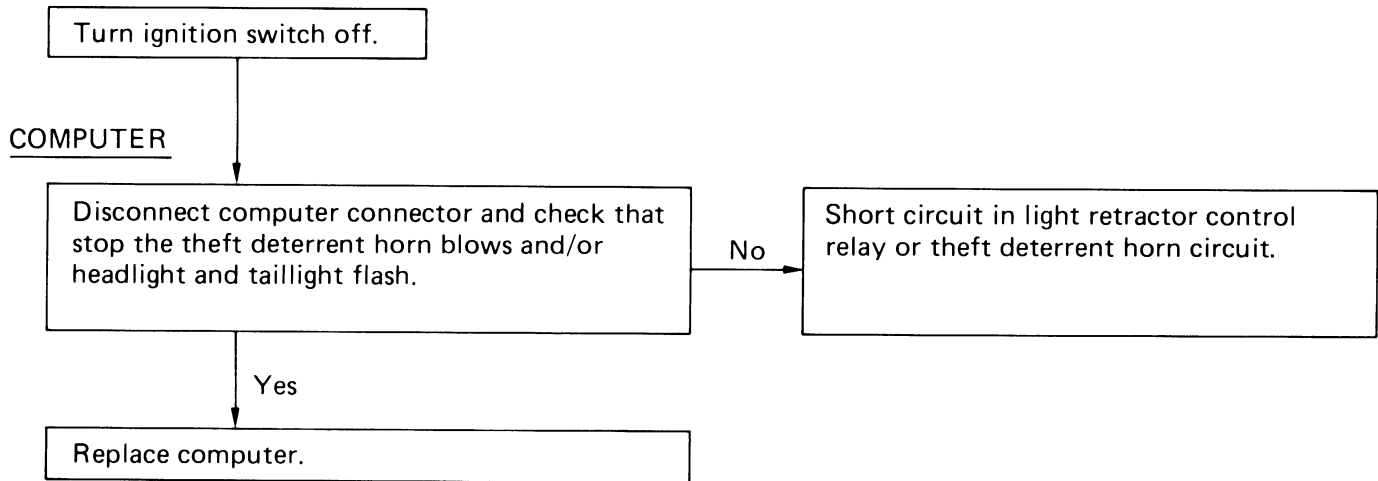 Turn ignition switch off.
COMPUTER
Disconnect computer connector and check that
stop the theft deterrent horn blows and/or
headlight and taillight flash.
No
Short circuit in light retractor control
relay or theft deterrent horn circuit.
Yes
Replace computer.